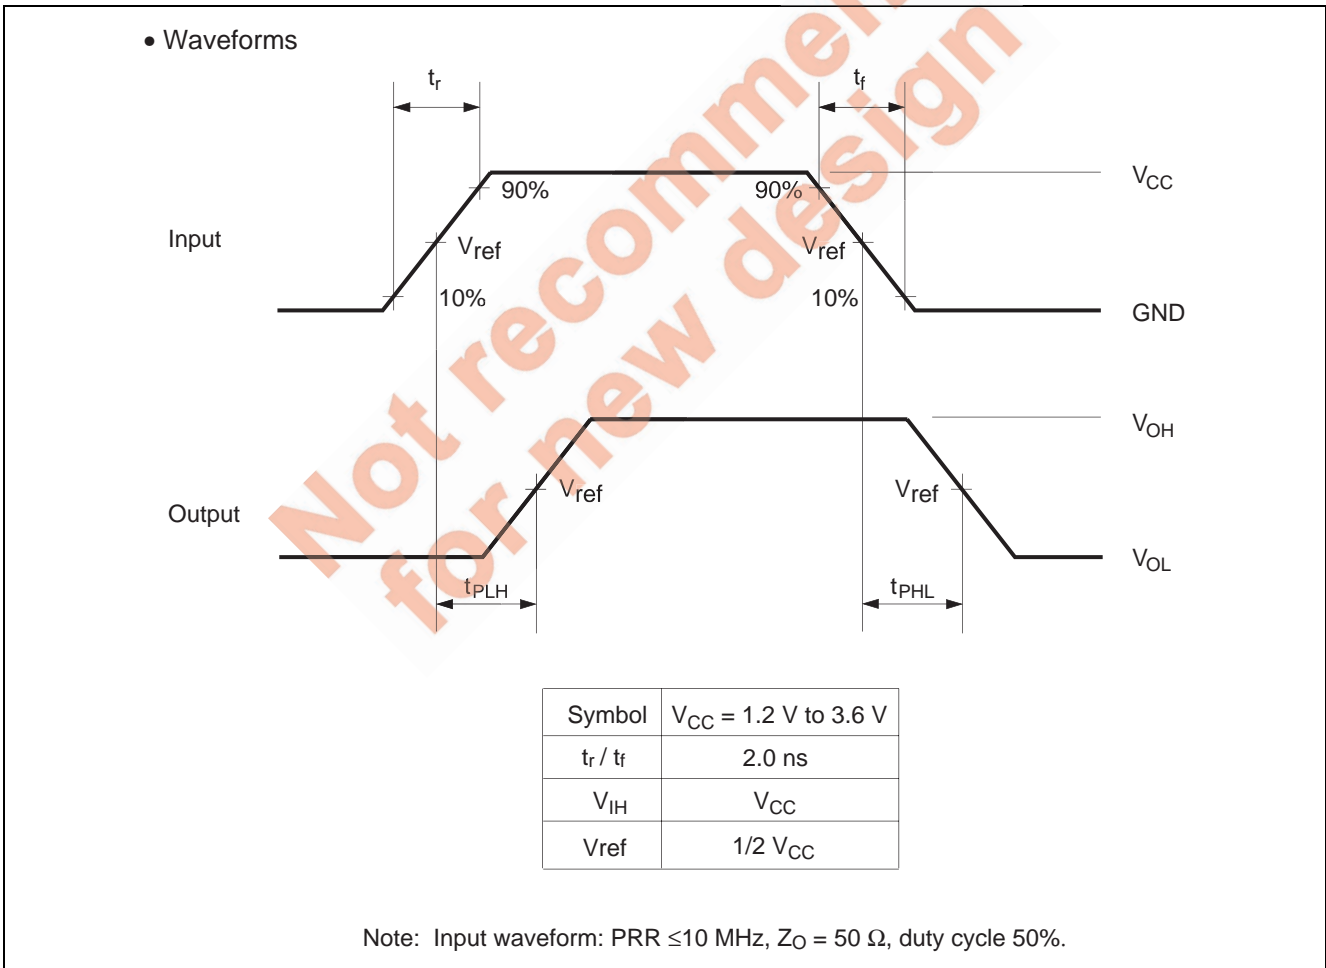 • Waveforms
tr
tf
90%
90%
VCC
Input
Vref
Vref
10%
10%
GND
VOH
Vref
Vref
Output
VOL
tPLH
tPHL
Symbol VCC = 1.2 V to 3.6 V
tr / tf 2.0 ns
VIH VCC
Vref 1/2 VCC
Note: Input waveform: PRR ≤10 MHz, ZO = 50 Ω, duty cycle 50%.
Not recommen
for new design